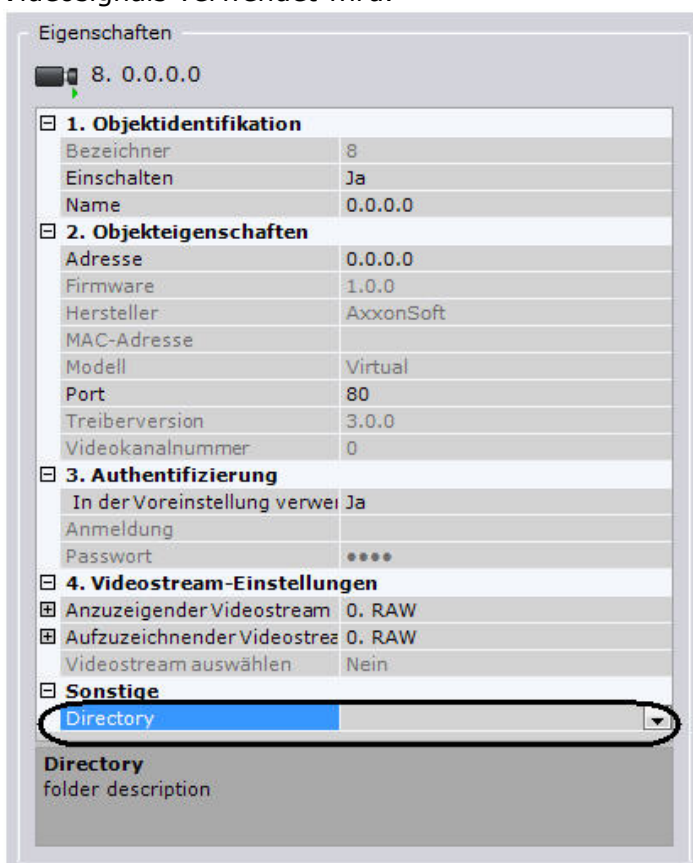 Videosignals verwendet wird.
Eigenschaften
8. 0.0.0.0
1. Objektidentifikation
Bezeichner 8
Einschalten Ja
Name 0.0.0.0
2. Objekteigenschaften
Adresse 0.0.0.0
Firmware 1.0.0
Hersteller AxxonSoft
MAC-Adresse
Modell Virtual
Port 80
Treiberversion 3.0.0
Videokanalnummer 0
3. Authentifizierung
In der Voreinstellung verwei Ja
Anmeldung
Passwort ●●●●
4. Videostream-Einstellungen
Anzuzeigender Videostream 0. RAW
Aufzuzeichnender Videostrea 0. RAW
Videostream auswählen Nein
Sonstige
Directory
Directory
folder description